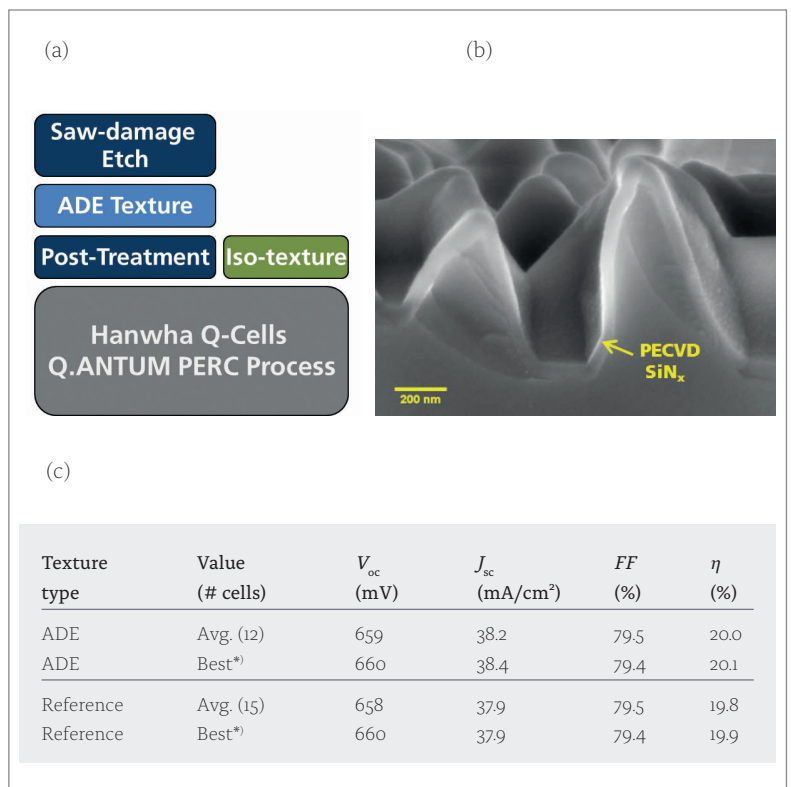 (a)
(b)
Saw-damage
Etch
ADE Texture
Post-Treatment
Iso-texture
Hanwha Q-Cells
Q.ANTUM PERC Process
PECVD
SiNₓ
200 nm
(c)
Texture type Value (# cells) Voc (mV) Jsc (mA/cm²) FF (%) η (%)
ADE Avg. (12) 659 38.2 79.5 20.0
ADE Best*) 660 38.4 79.4 20.1
Reference Avg. (15) 658 37.9 79.5 19.8
Reference Best*) 660 37.9 79.4 19.9